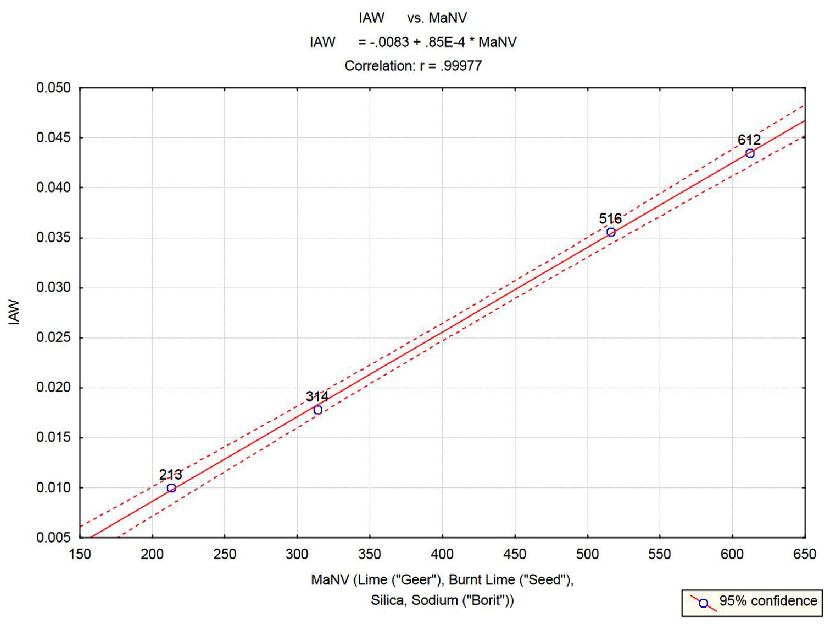 IAW vs. MaNV
IAW = -.0083 + .85E-4 * MaNV
Correlation: r = .99977
0.050
0.045
0.040
0.035
0.030
0.025
0.020
0.015
0.010
0.005
IAW
612
516
314
213
150 200 250 300 350 400 450 500 550 600 650
MaNV (Lime ("Geer"), Burnt Lime ("Seed"),
Silica, Sodium ("Borit"))
95% confidence